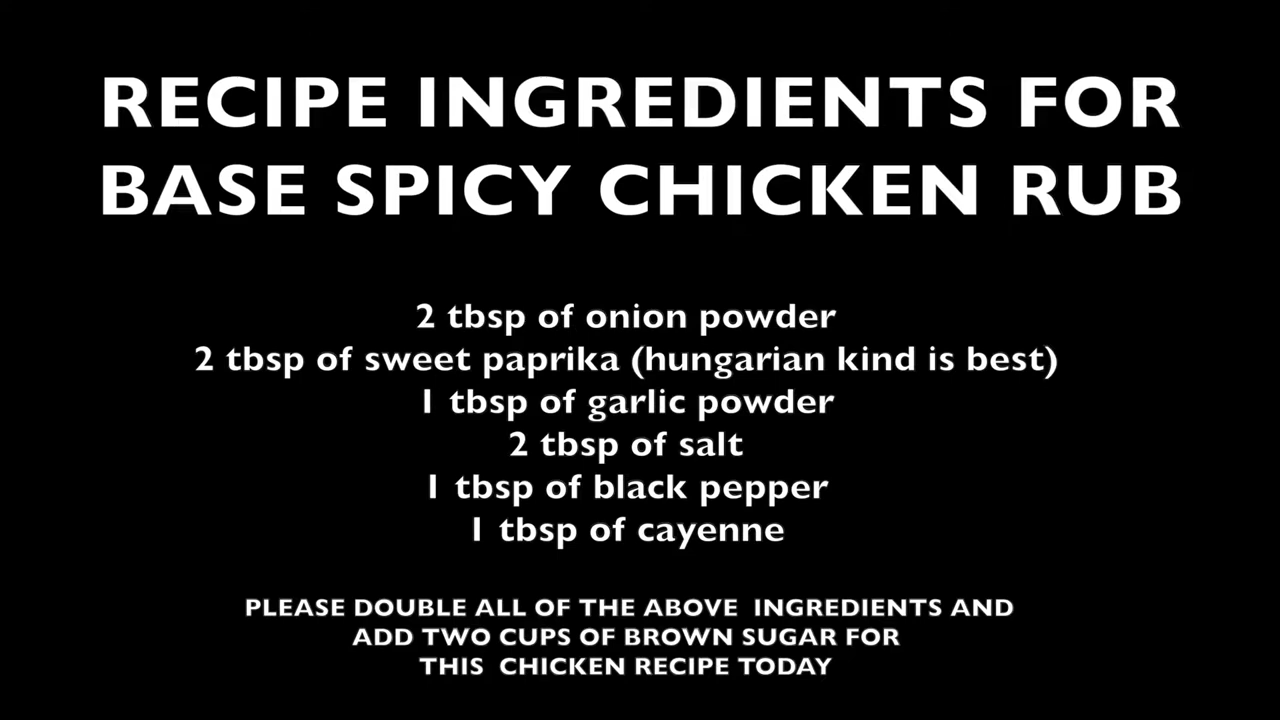 RECIPE INGREDIENTS FOR
BASE SPICY CHICKEN RUB
2 tbsp of onion powder
2 tbsp of sweet paprika (hungarian kind is best)
1 tbsp of garlic powder
2 tbsp of salt
1 tbsp of black pepper
1 tbsp of cayenne
PLEASE DOUBLE ALL OF THE ABOVE INGREDIENTS AND
ADD TWO CUPS OF BROWN SUGAR FOR
THIS CHICKEN RECIPE TODAY